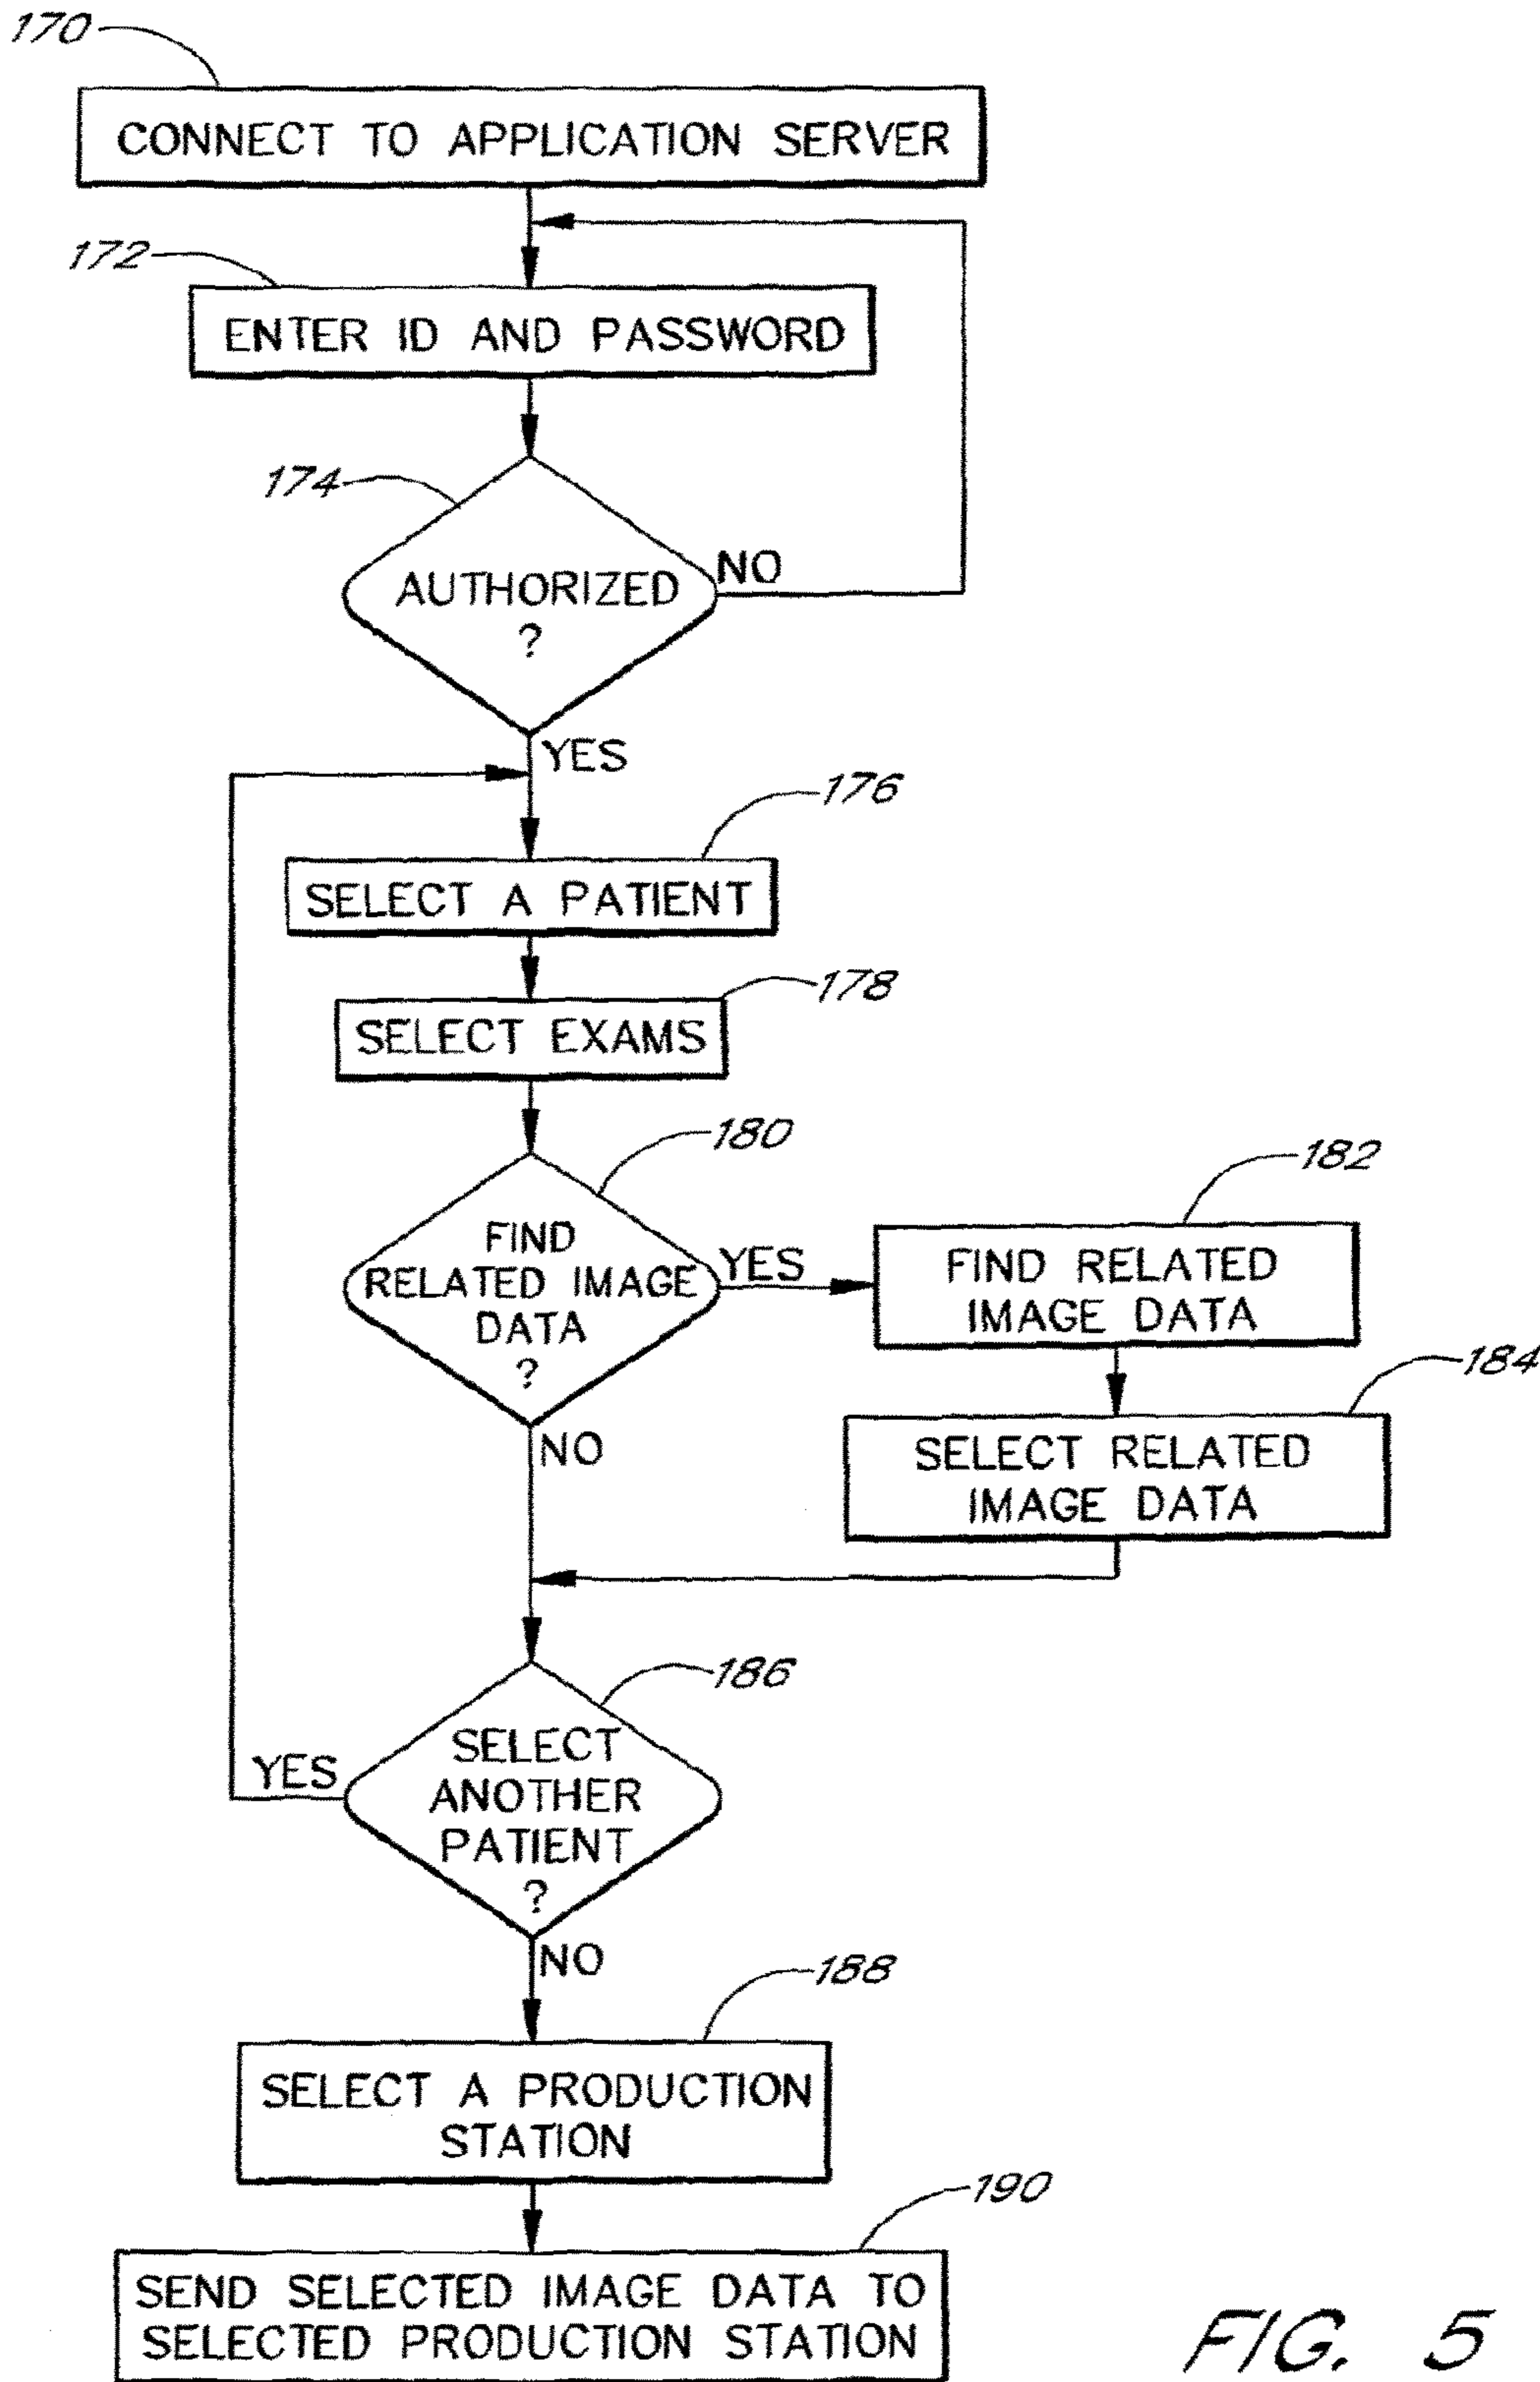 170
CONNECT TO APPLICATION SERVER
172
ENTER ID AND PASSWORD
174
AUTHORIZED
?
NO
YES
176
SELECT A PATIENT
178
SELECT EXAMS
180
FIND
RELATED IMAGE
DATA
?
YES
182
FIND RELATED
IMAGE DATA
184
SELECT RELATED
IMAGE DATA
NO
186
SELECT
ANOTHER
PATIENT
?
YES
NO
188
SELECT A PRODUCTION
STATION
190
SEND SELECTED IMAGE DATA TO
SELECTED PRODUCTION STATION
FIG. 5